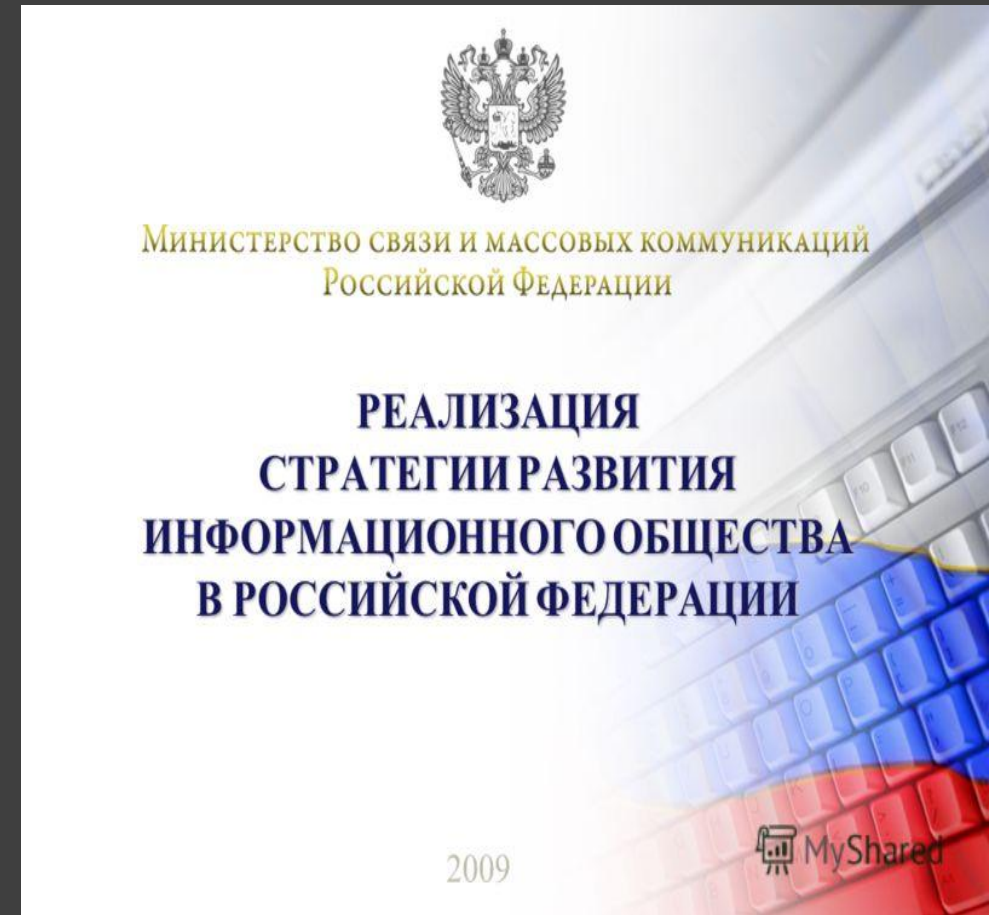 Министерство связи и массовых коммуникаций
Российской Федерации
РЕАЛИЗАЦИЯ
СТРАТЕГИИ РАЗВИТИЯ
ИНФОРМАЦИОННОГО ОБЩЕСТВА
В РОССИЙСКОЙ ФЕДЕРАЦИИ
2009
MyShared